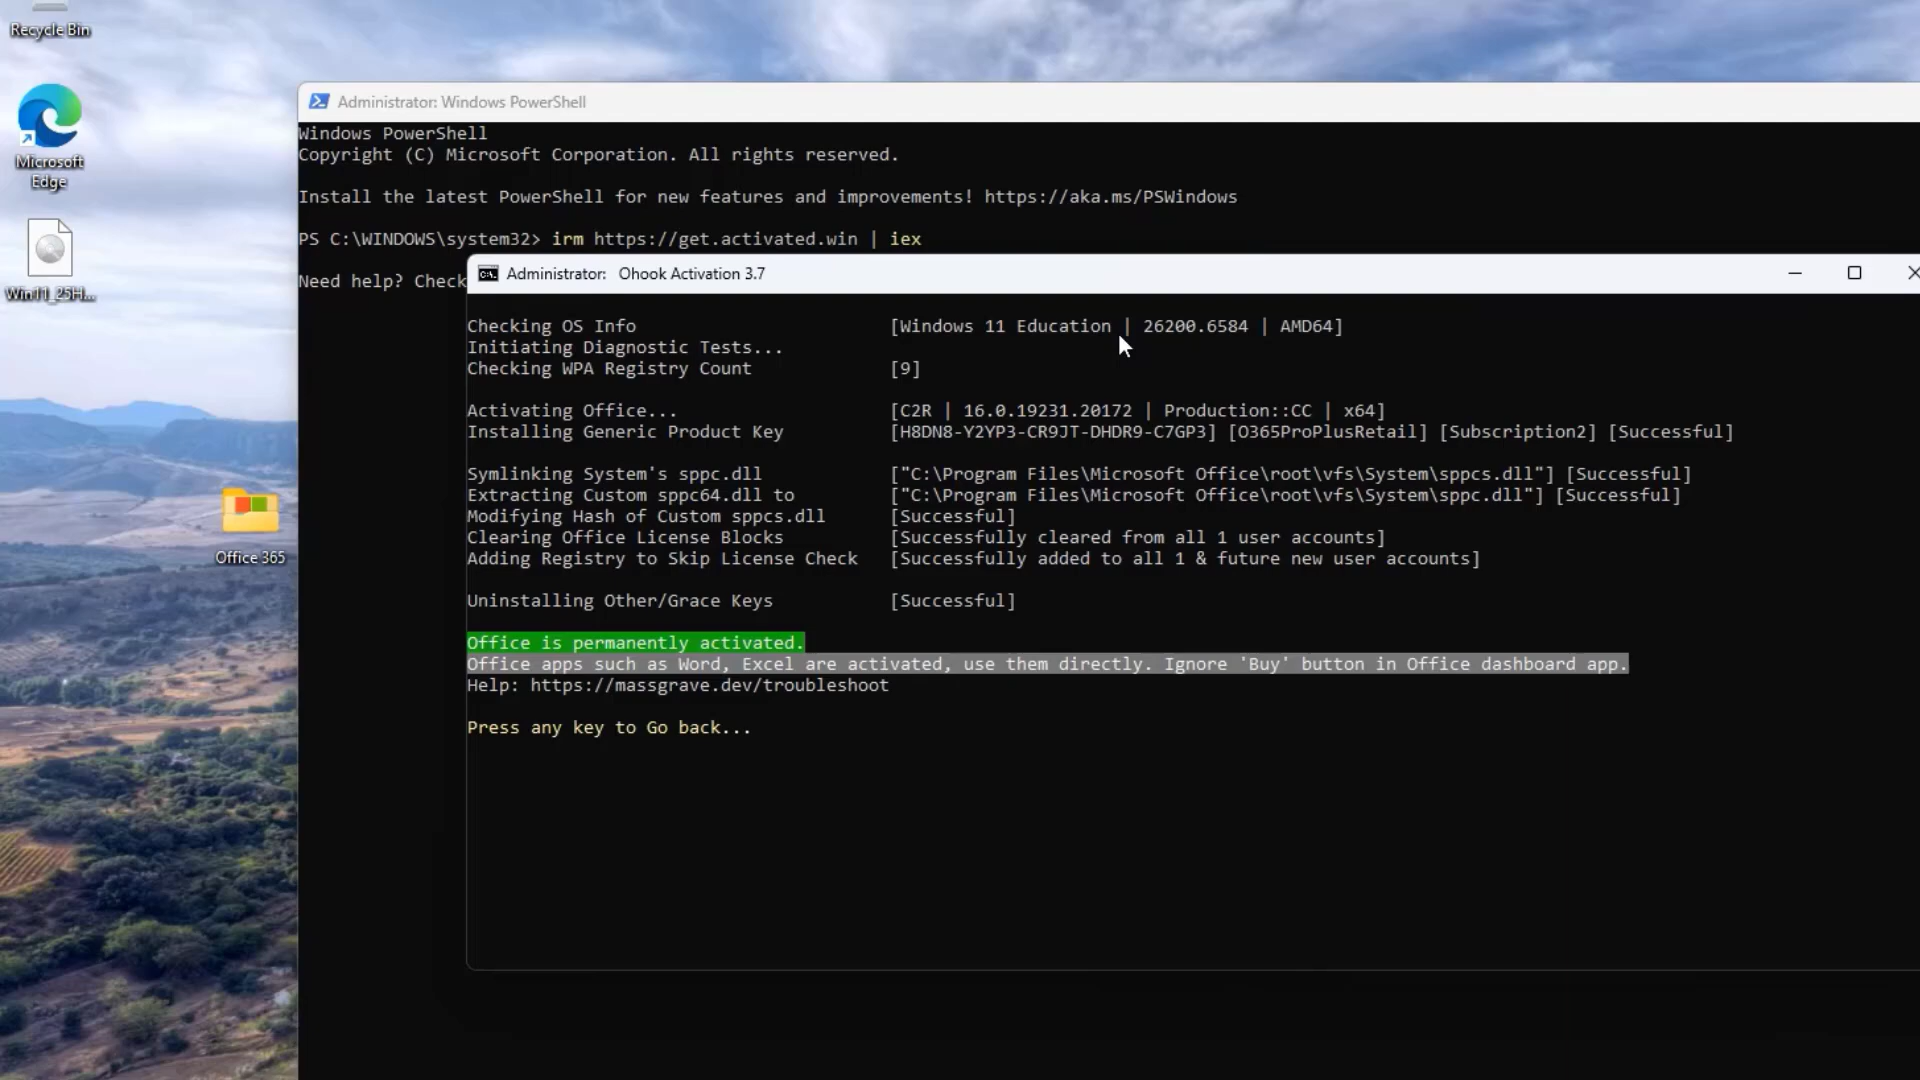 Recycle Bin
Microsoft
Edge
Win11_25H...
Office 365
Administrator: Windows PowerShell
Windows PowerShell
Copyright (C) Microsoft Corporation. All rights reserved.
Install the latest PowerShell for new features and improvements! https://aka.ms/PSWindows
PS C:\WINDOWS\system32> irm https://get.activated.win | iex
Need help? Check
Administrator:  Ohook Activation 3.7
Checking OS Info [Windows 11 Education | 26200.6584 | AMD64]
Initiating Diagnostic Tests...
Checking WPA Registry Count [9]
Activating Office... [C2R | 16.0.19231.20172 | Production::CC | x64]
Installing Generic Product Key [H8DN8-Y2YP3-CR9JT-DHDR9-C7GP3] [O365ProPlusRetail] [Subscription2] [Successful]
Symlinking System's sppc.dll ["C:\Program Files\Microsoft Office\root\vfs\System\sppcs.dll"] [Successful]
Extracting Custom sppc64.dll to ["C:\Program Files\Microsoft Office\root\vfs\System\sppc.dll"] [Successful]
Modifying Hash of Custom sppcs.dll [Successful]
Clearing Office License Blocks [Successfully cleared from all 1 user accounts]
Adding Registry to Skip License Check [Successfully added to all 1 & future new user accounts]
Uninstalling Other/Grace Keys [Successful]
Office is permanently activated.
Office apps such as Word, Excel are activated, use them directly. Ignore 'Buy' button in Office dashboard app.
Help: https://massgrave.dev/troubleshoot
Press any key to Go back...